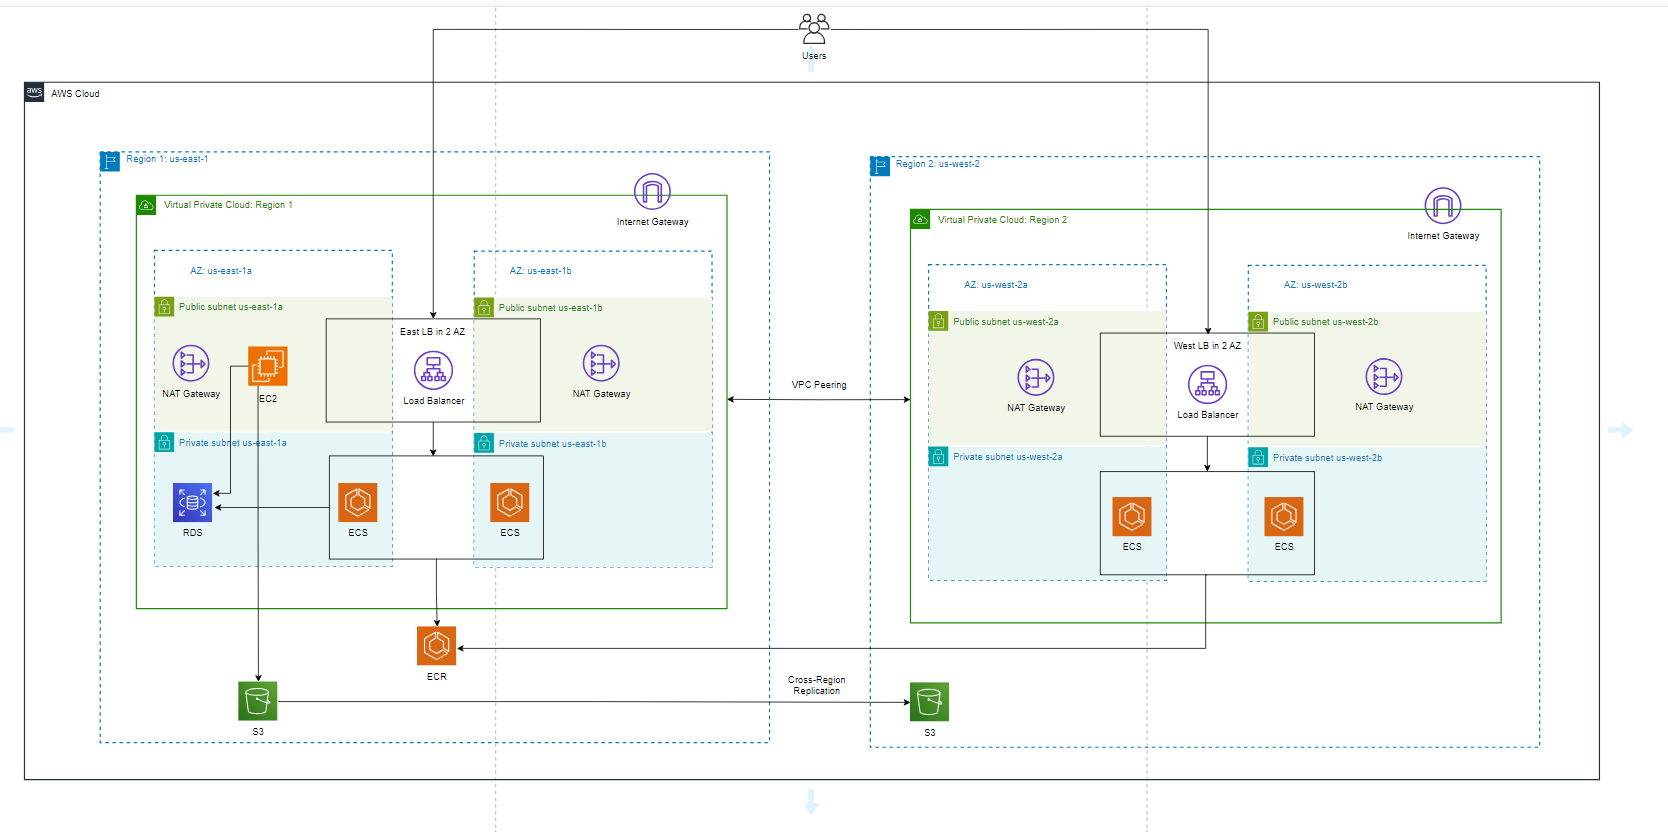 Users
aws
AWS Cloud
Region 1: us-east-1
Region 2: us-west-2
Virtual Private Cloud: Region 1
Internet Gateway
Virtual Private Cloud: Region 2
Internet Gateway
AZ: us-east-1a
AZ: us-east-1b
AZ: us-west-2a
AZ: us-west-2b
Public subnet us-east-1a
Public subnet us-east-1b
Public subnet us-west-2a
Public subnet us-west-2b
East LB in 2 AZ
West LB in 2 AZ
NAT Gateway
EC2
Load Balancer
NAT Gateway
VPC Peering
NAT Gateway
Load Balancer
NAT Gateway
Private subnet us-east-1a
Private subnet us-east-1b
Private subnet us-west-2a
Private subnet us-west-2b
RDS
ECS
ECS
ECS
ECS
ECR
Cross-Region
Replication
S3
S3